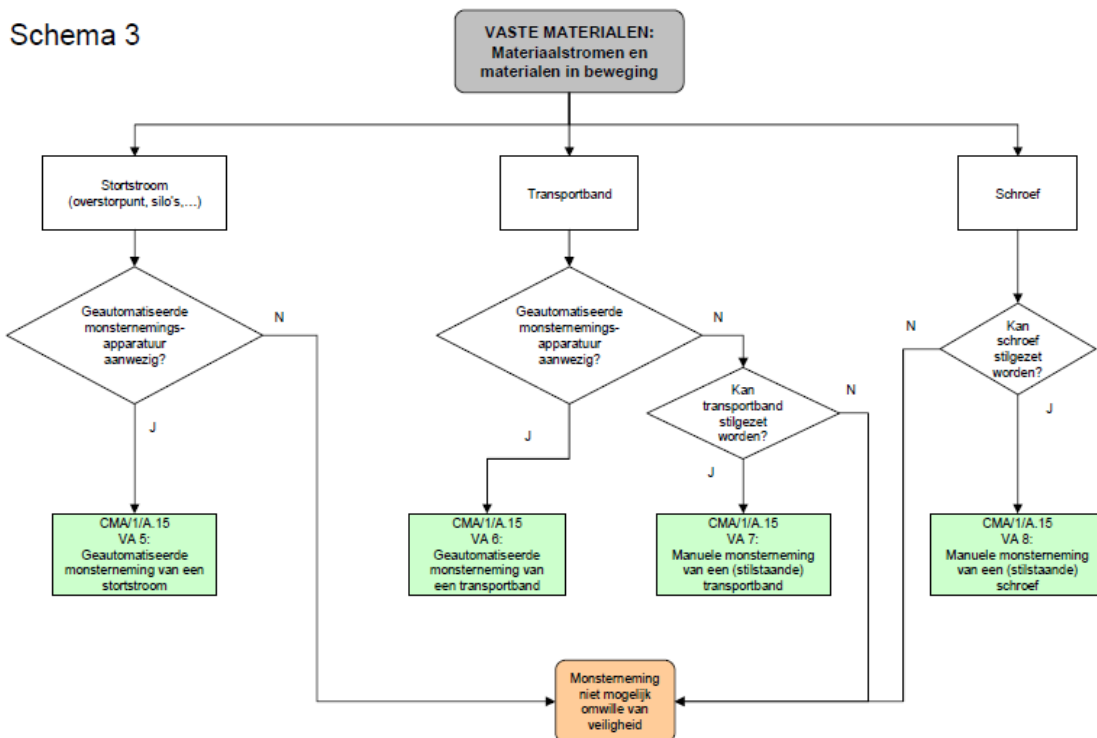 Schema 3
VASTE MATERIALEN:
Materiaalstromen en
materialen in beweging
Stortstroom
(overstorpunt, silo's,...)
Transportband
Schroef
Geautomatiseerde
monsternemings-
apparatuur
aanwezig?
N
J
Geautomatiseerde
monsternemings-
apparatuur
aanwezig?
N
J
Kan
transportband
stilgezet
worden?
N
J
Kan
schroef
stilgezet
worden?
N
J
CMA/1/A.15
VA 5:
Geautomatiseerde
monsterneming van een
stortstroom
CMA/1/A.15
VA 6:
Geautomatiseerde
monsterneming van
een transportband
CMA/1/A.15
VA 7:
Manuele monsterneming
van een (stilstaande)
transportband
CMA/1/A.15
VA 8:
Manuele monsterneming
van een (stilstaande)
schroef
Monsterneming
niet mogelijk
omwille van
veiligheid